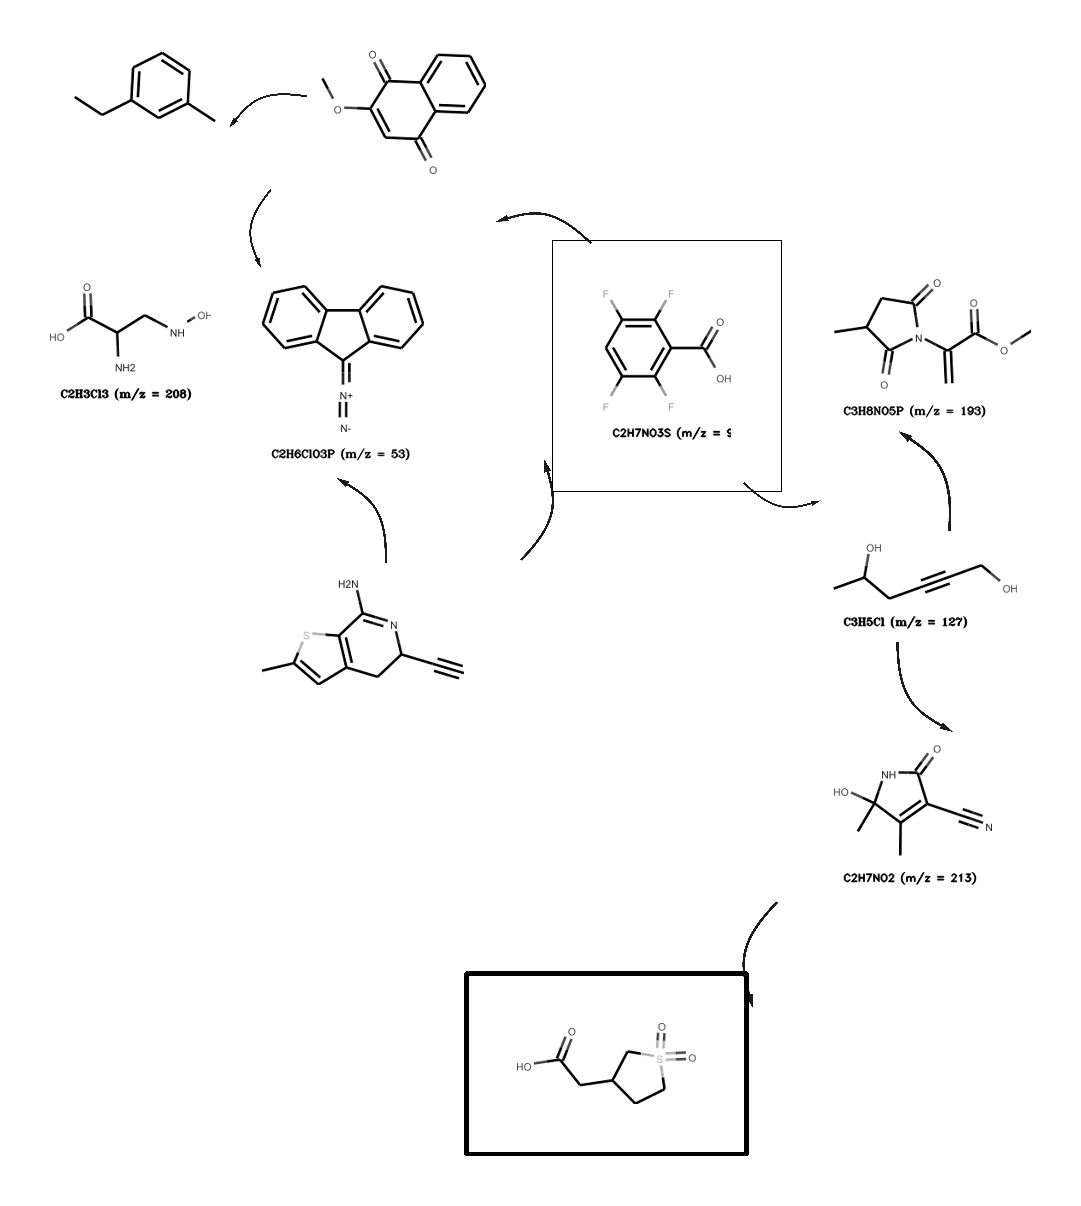 O
O
O
O
HO
NH
OH
NH2
C2H3Cl3 (m/z = 208)
N+
N-
C2H6ClO3P (m/z = 53)
F
F
O
OH
F
F
C2H7NO3S (m/z =
O
N
O
O
O
C3H8NO5P (m/z = 193)
OH
OH
C3H5Cl (m/z = 127)
H2N
S
N
O
NH
HO
N
C2H7NO2 (m/z = 213)
O
O
HO
S
O